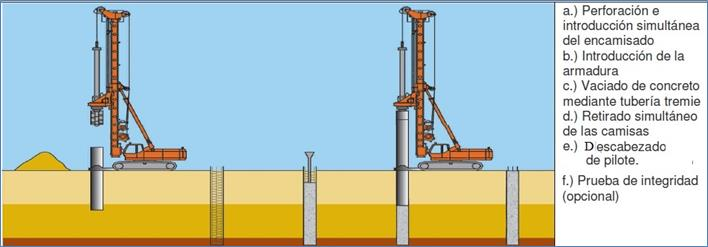 a.) Perforación e
introducción simultánea
del encamisado
b.) Introducción de la
armadura
c.) Vaciado de concreto
mediante tubería tremie
d.) Retirado simultáneo
de las camisas
e.) Descabezado
de pilote.
f.) Prueba de integridad
(opcional)